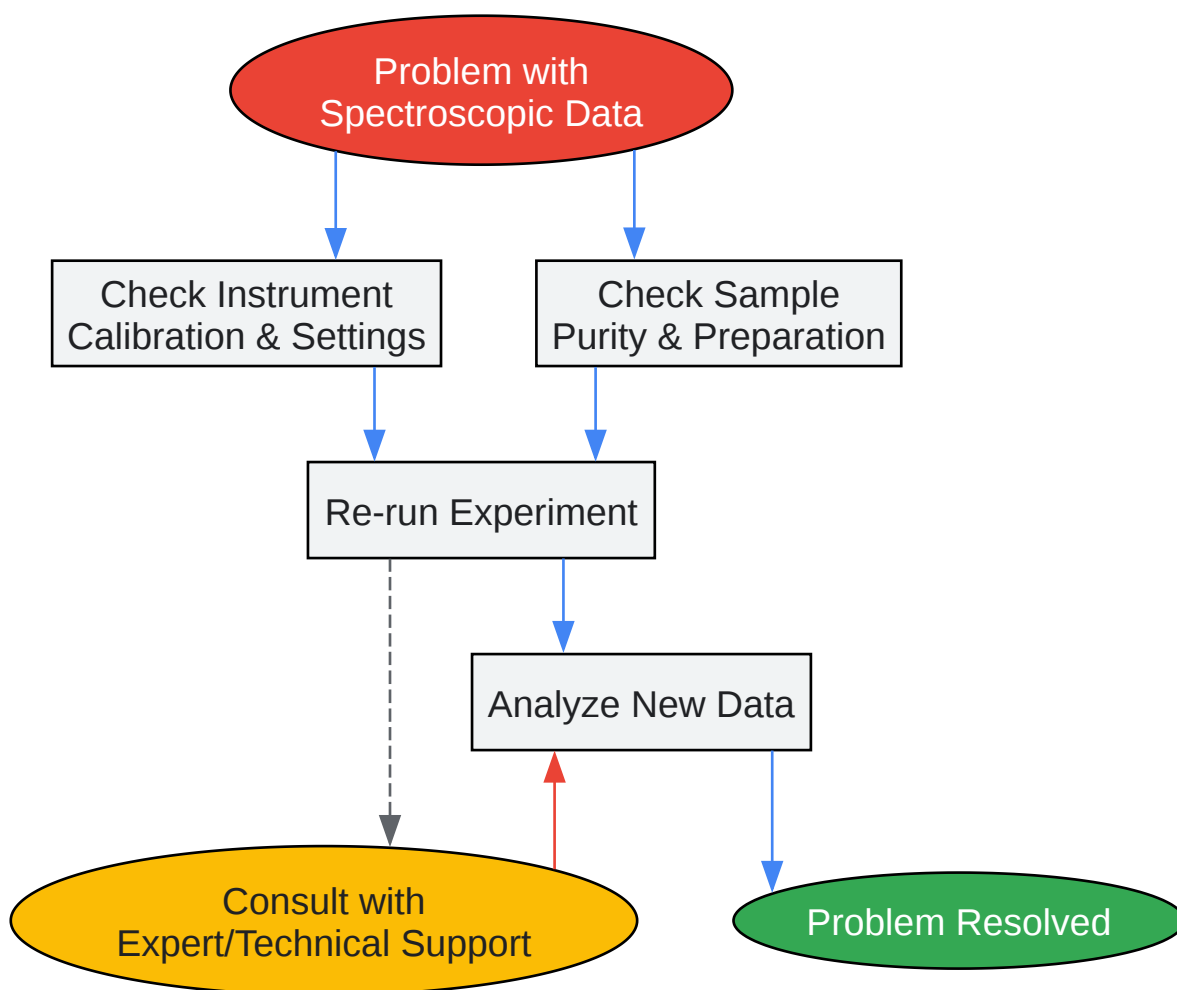 Problem with
Spectroscopic Data
Check Instrument
Calibration & Settings
Check Sample
Purity & Preparation
Re-run Experiment
Analyze New Data
Consult with
Expert/Technical Support
Problem Resolved